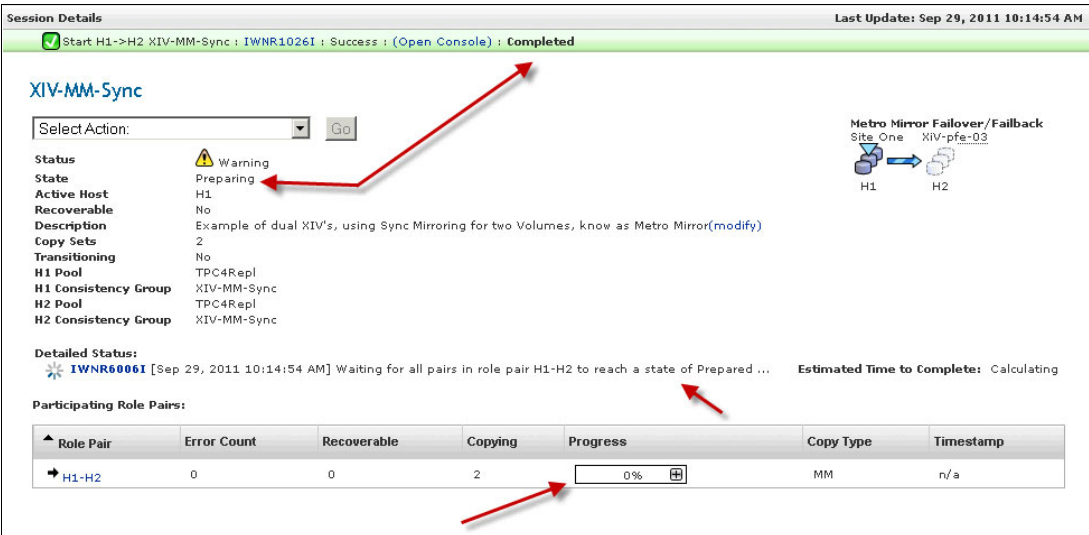 Session Details Last Update: Sep 29, 2011 10:14:54 AM
Start H1->H2 XIV-MM-Sync : IWNR1026I : Success : (Open Console) : Completed
XIV-MM-Sync
Select Action: Go
Metro Mirror Failover/Failback
Site One XiV-pfe-03
H1 H2
Status Warning
State Preparing
Active Host H1
Recoverable No
Description Example of dual XIV's, using Sync Mirroring for two Volumes, know as Metro Mirror(modify)
Copy Sets 2
Transitioning No
H1 Pool TPC4Repl
H1 Consistency Group XIV-MM-Sync
H2 Pool TPC4Repl
H2 Consistency Group XIV-MM-Sync
Detailed Status:
IWNR6006I [Sep 29, 2011 10:14:54 AM] Waiting for all pairs in role pair H1-H2 to reach a state of Prepared ... Estimated Time to Complete: Calculating
Participating Role Pairs:
Role Pair Error Count Recoverable Copying Progress Copy Type Timestamp
H1-H2 0 0 2 0% MM n/a